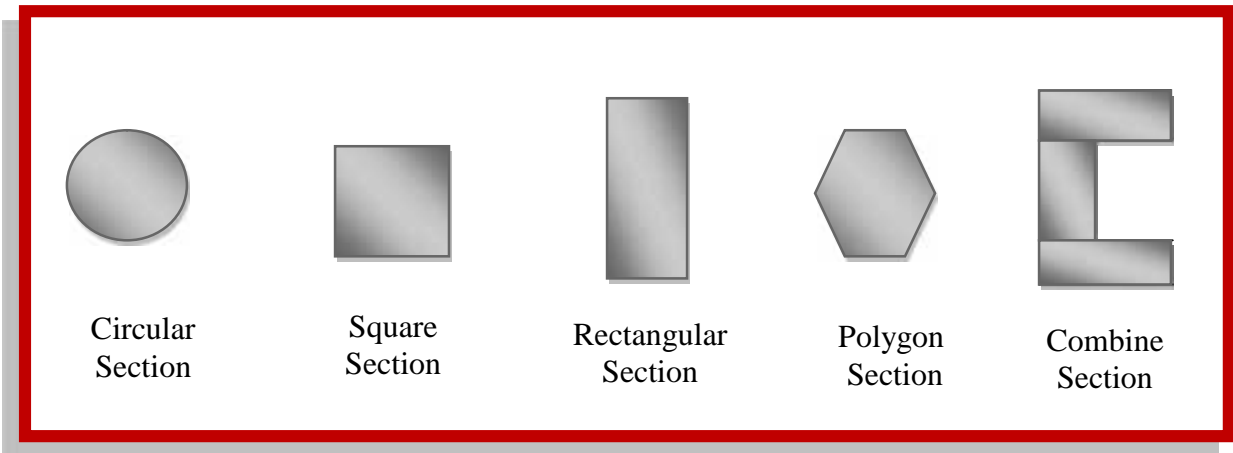 Circular
Section
Square
Section
Rectangular
Section
Polygon
Section
Combine
Section